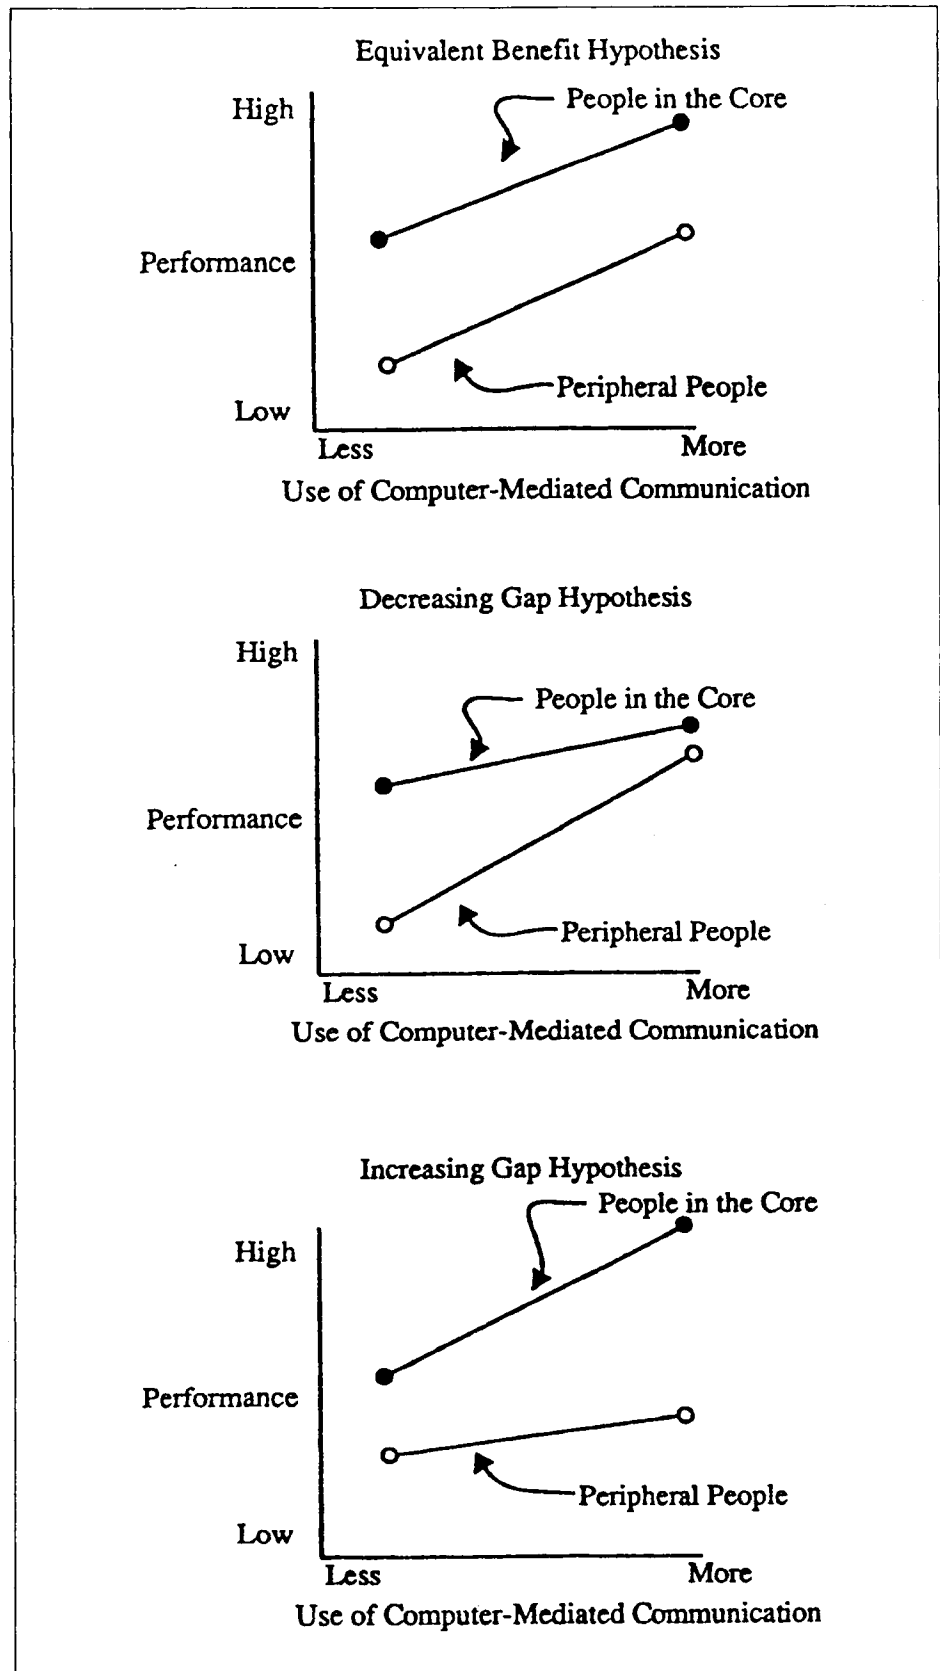 Equivalent Benefit Hypothesis
High
People in the Core
Performance
Peripheral People
Low
Less
More
Use of Computer-Mediated Communication
Decreasing Gap Hypothesis
High
People in the Core
Performance
Peripheral People
Low
Less
More
Use of Computer-Mediated Communication
Increasing Gap Hypothesis
People in the Core
High
Performance
Peripheral People
Low
Less
More
Use of Computer-Mediated Communication